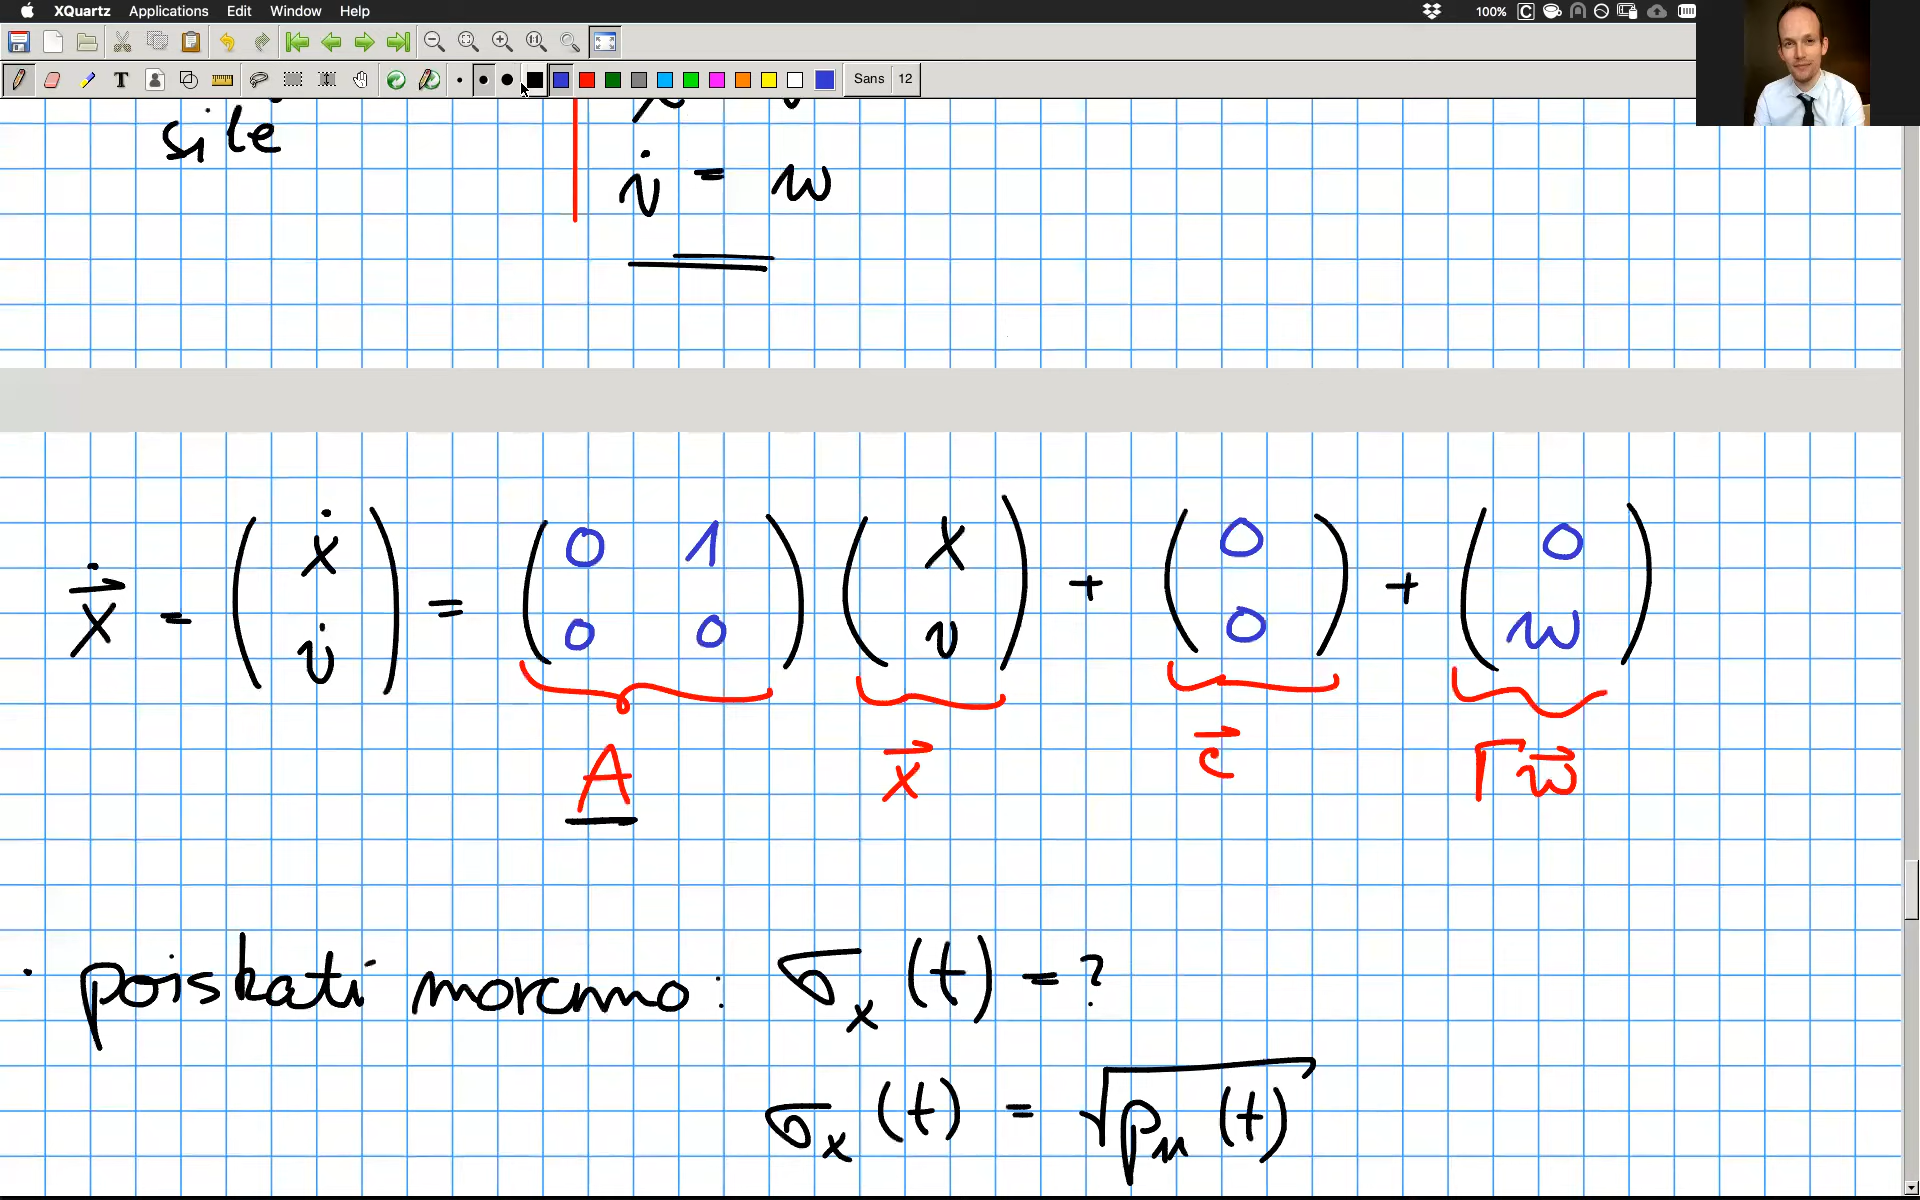 XQuartz Applications Edit Window Help 100%
Sans 12
sile
v̇ = w
ẋ⃗ = ( ẋ v̇ ) = ( 0 1 0 0 ) ( x v ) + ( 0 0 ) + ( 0 w )
A x⃗ c⃗ Γw⃗
· poiskati moramo: σₓ(t) = ?
σₓ(t) = √p₁₁(t)